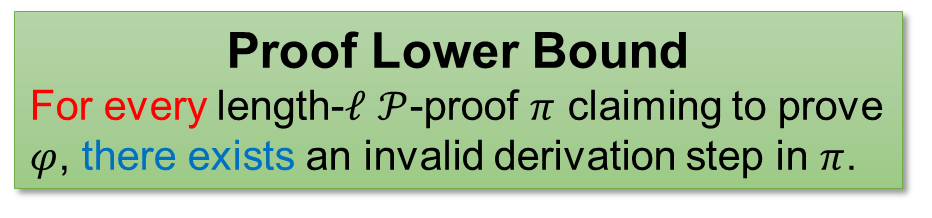 Proof Lower Bound
For every length-ℓ 𝒫-proof π claiming to prove
φ, there exists an invalid derivation step in π.